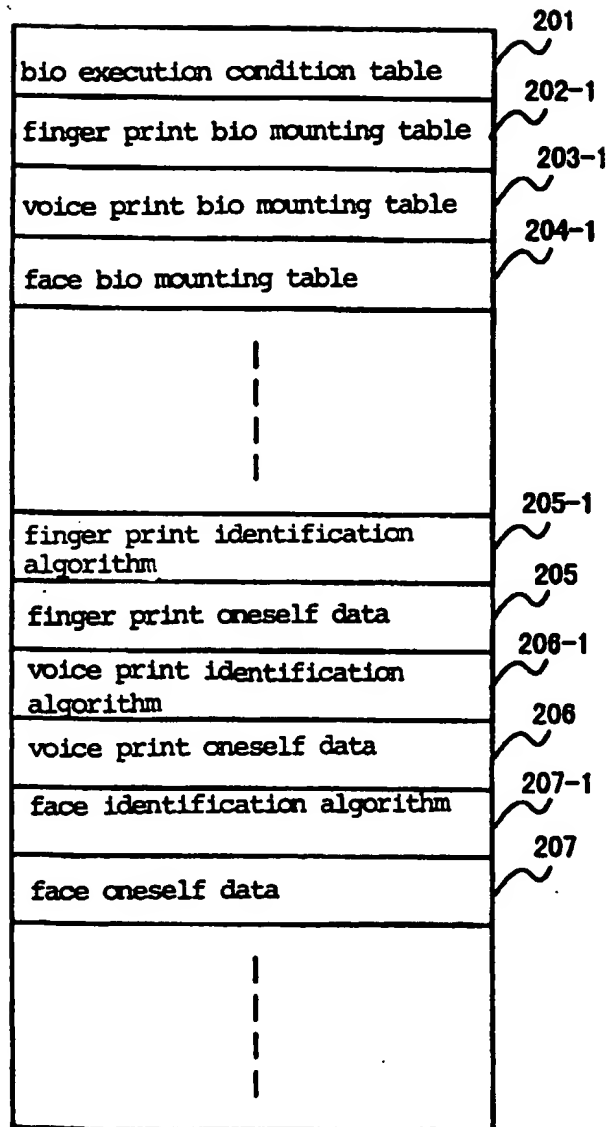 201
bio execution condition table
202-1
finger print bio mounting table
203-1
voice print bio mounting table
204-1
face bio mounting table
205-1
finger print identification
algorithm
205
finger print oneself data
206-1
voice print identification
algorithm
206
voice print oneself data
207-1
face identification algorithm
207
face oneself data